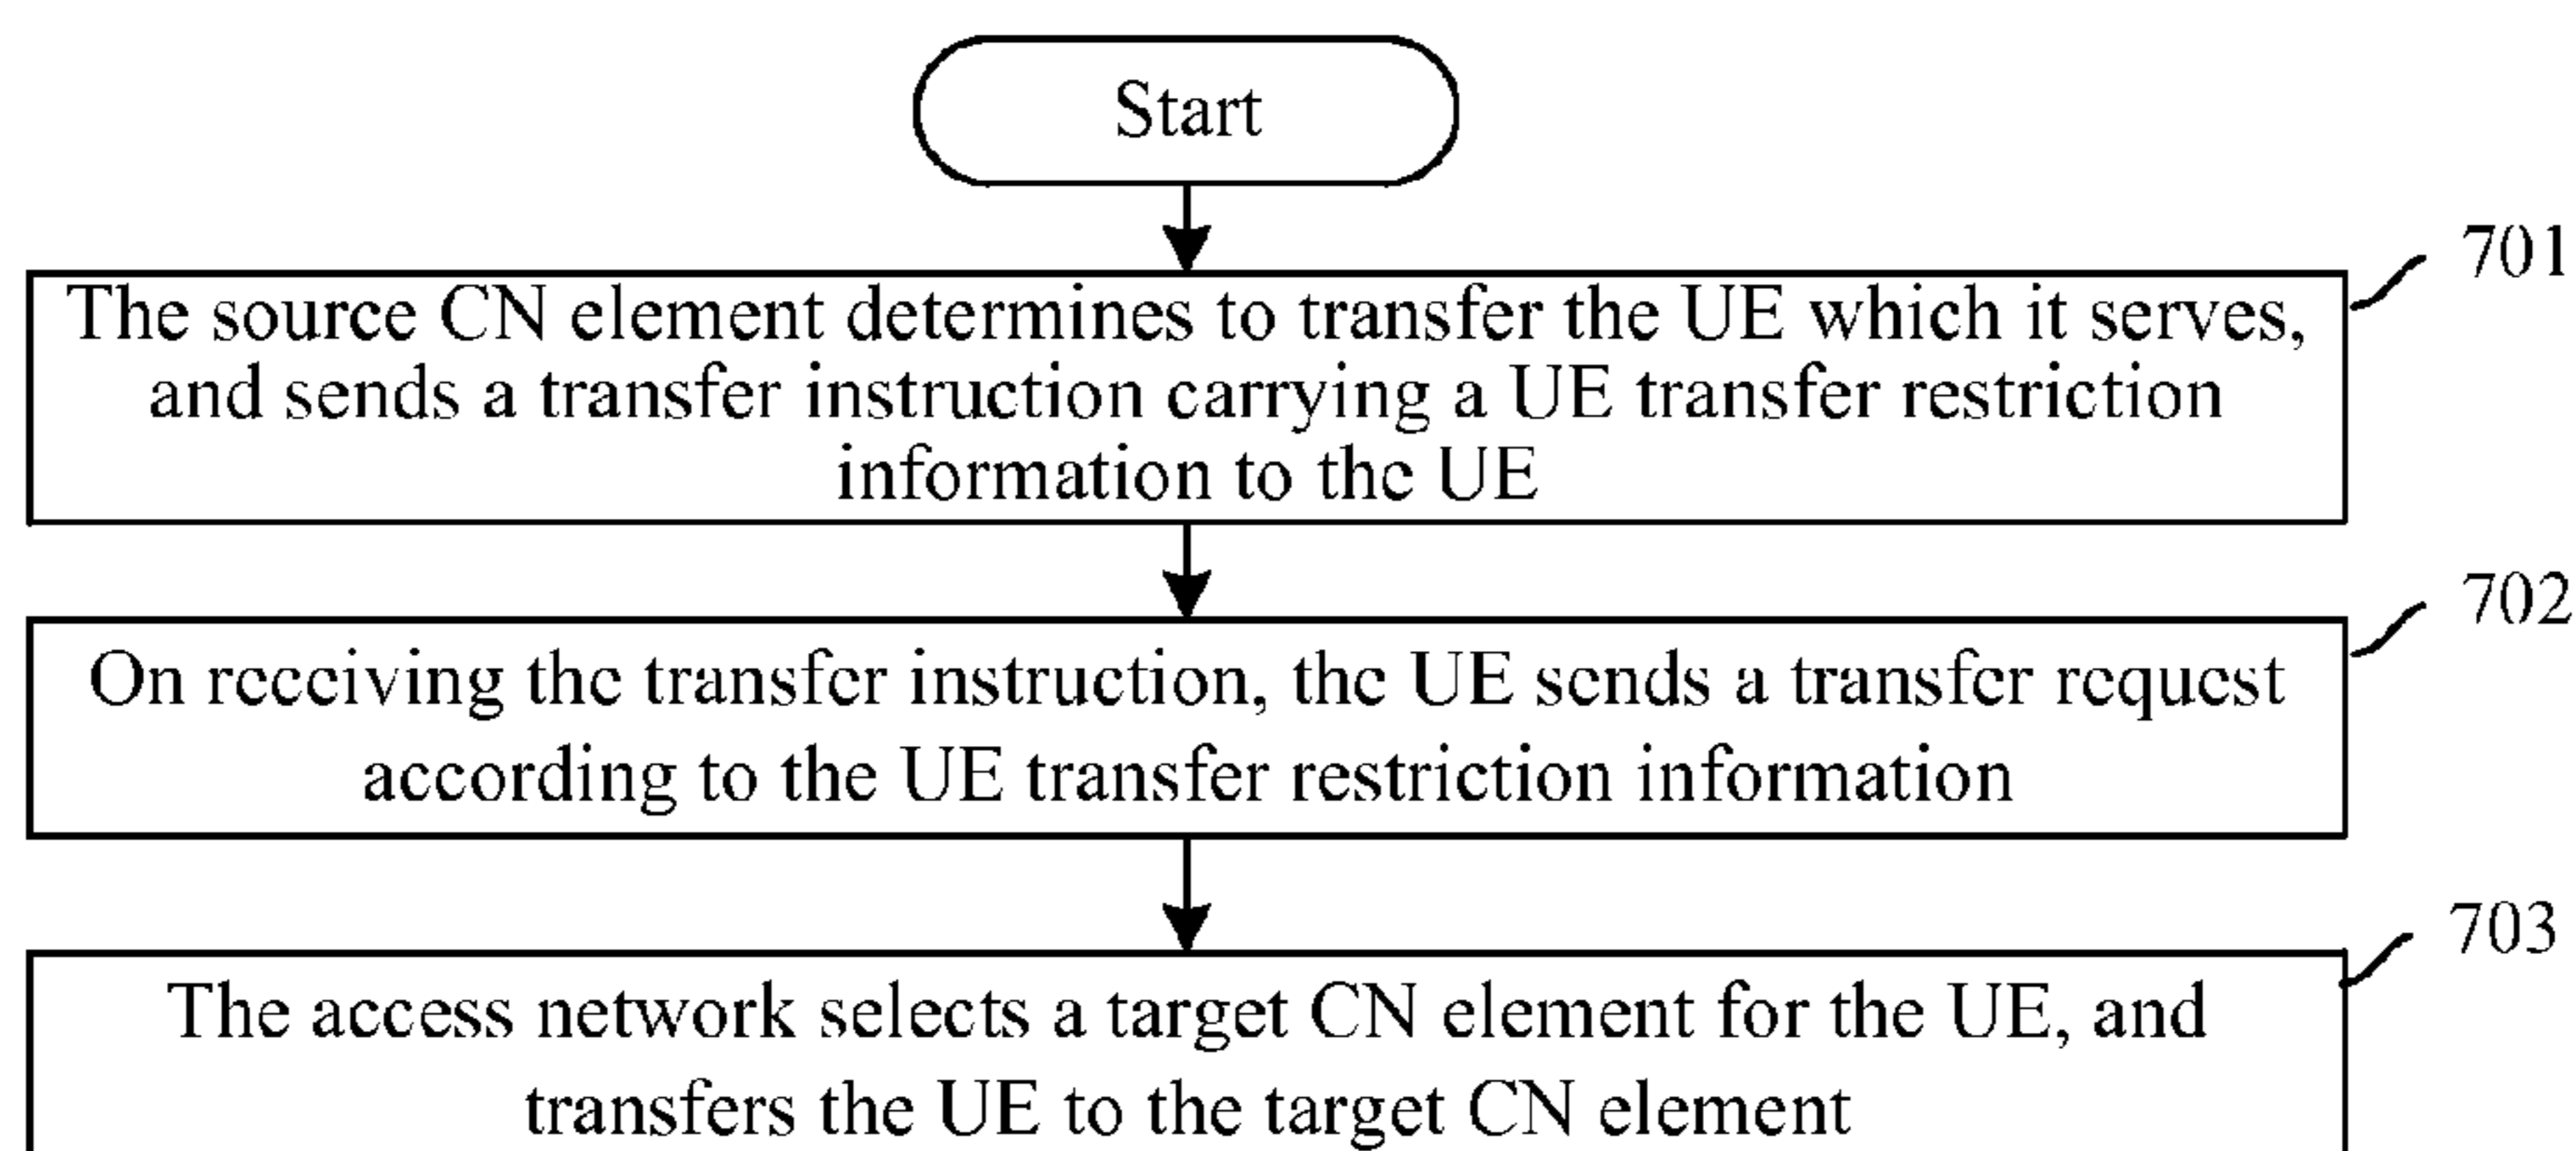 Start
701
The source CN element determines to transfer the UE which it serves,
and sends a transfer instruction carrying a UE transfer restriction
information to the UE
702
On receiving the transfer instruction, the UE sends a transfer request
according to the UE transfer restriction information
703
The access network selects a target CN element for the UE, and
transfers the UE to the target CN element